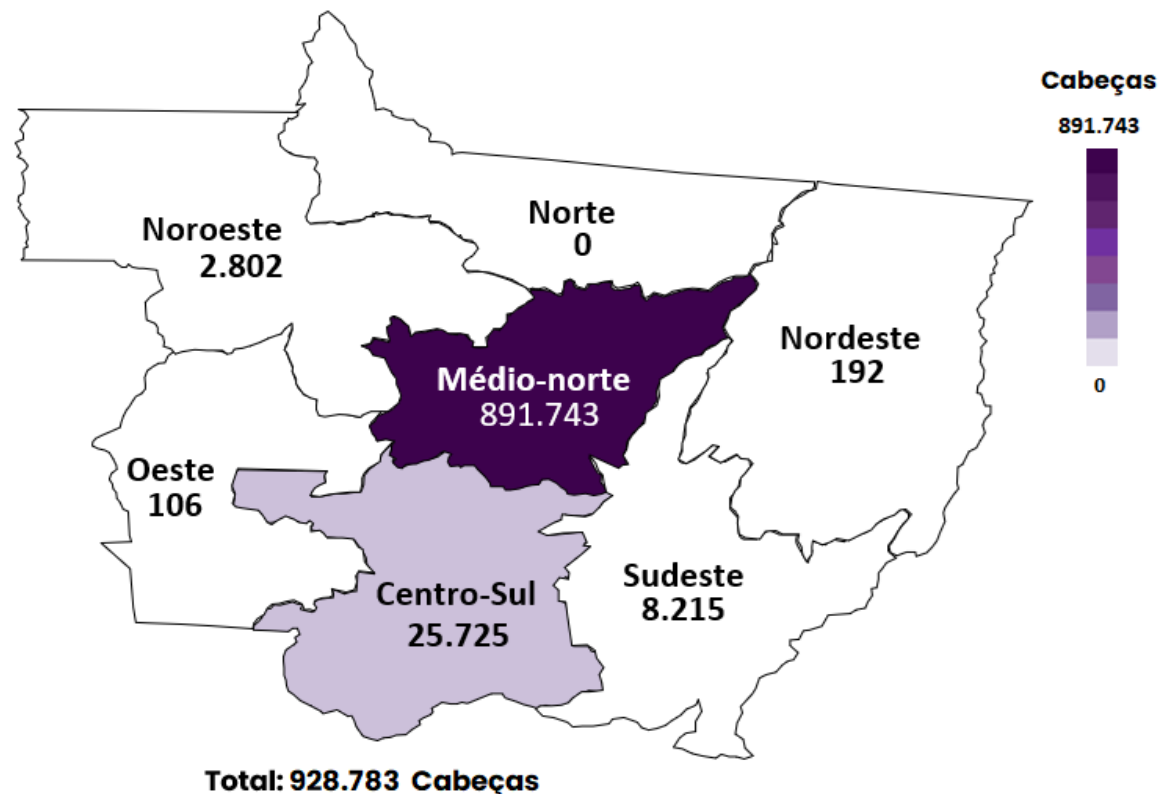 Cabeças
891.743
Norte
0
Noroeste
2.802
Nordeste
192
Médio-norte
891.743
0
Oeste
106
Centro-Sul
25.725
Sudeste
8.215
Total: 928.783 Cabeças